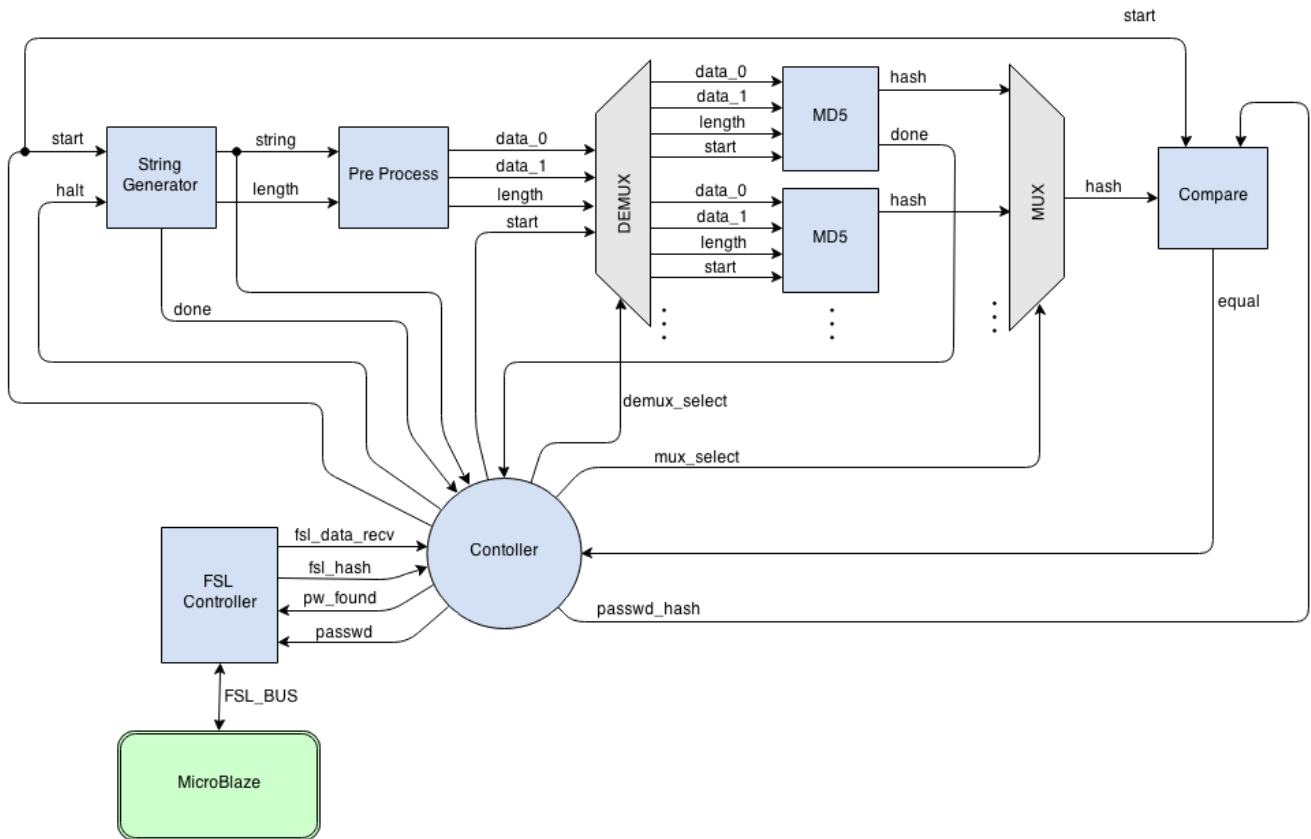 start
start
halt
String
Generator
string
length
done
Pre Process
data_0
data_1
length
start
DEMUX
data_0
data_1
length
start
MD5
hash
done
data_0
data_1
length
start
MD5
hash
MUX
hash
Compare
equal
demux_select
mux_select
Contoller
fsl_data_recv
fsl_hash
pw_found
passwd
FSL
Controller
passwd_hash
FSL_BUS
MicroBlaze